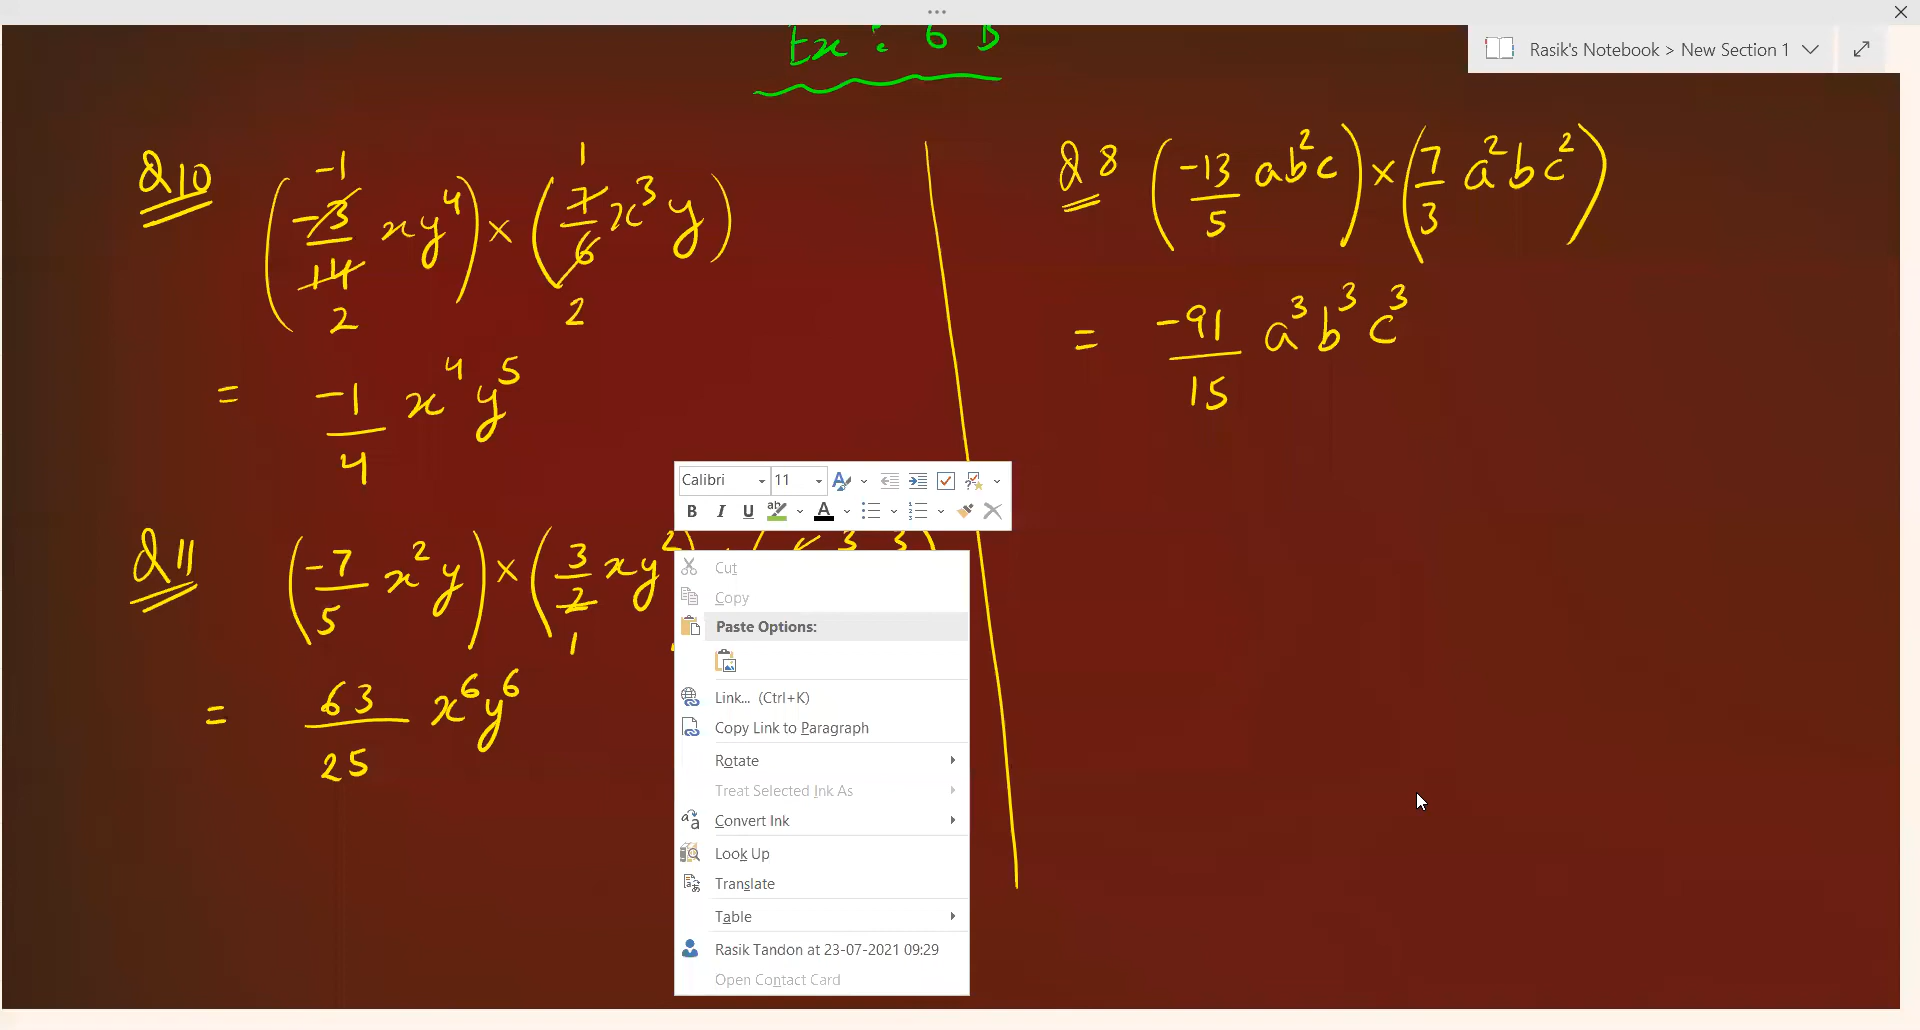 Ex : 6 B
Rasik's Notebook > New Section 1
Q10 (-3/14 xy⁴) × (7/6 x³y)
-1 1
2 2
= -1/4 x⁴y⁵
Q11 (-7/5 x²y) × (3/2 xy²)
1
= 63/25 x⁶y⁶
Q8 (-13/5 ab²c) × (7/3 a²bc²)
= -91/15 a³b³c³
Calibri 11
B I U ab A
Cut
Copy
Paste Options:
Link... (Ctrl+K)
Copy Link to Paragraph
Rotate
Treat Selected Ink As
Convert Ink
Look Up
Translate
Table
Rasik Tandon at 23-07-2021 09:29
Open Contact Card